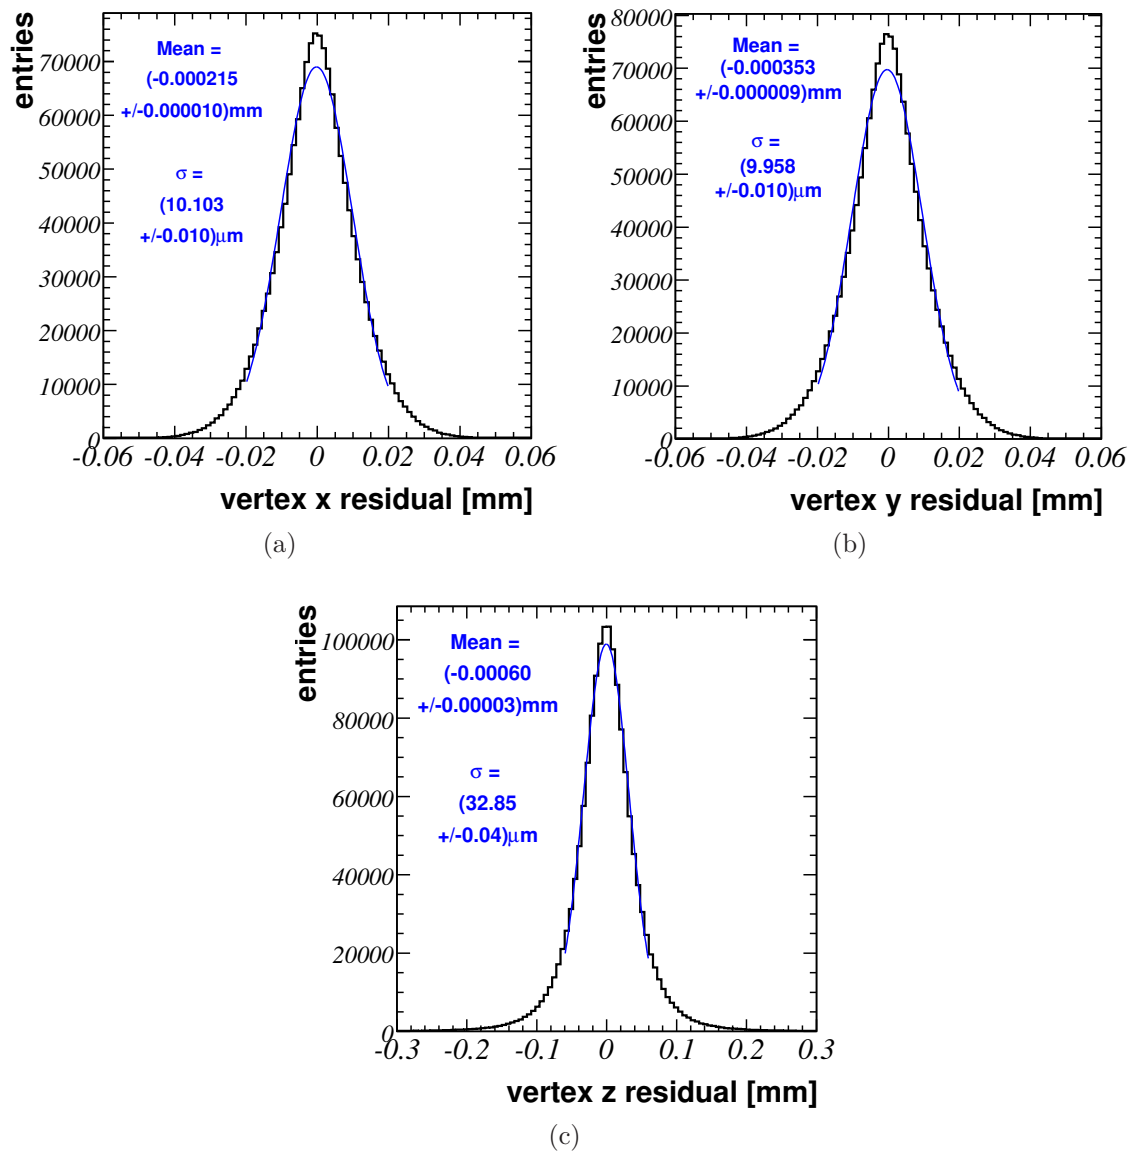 entries
Mean =
(-0.000215
+/-0.000010)mm
σ =
(10.103
+/-0.010)μm
70000
60000
50000
40000
30000
20000
10000
0
-0.06 -0.04 -0.02 0 0.02 0.04 0.06
vertex x residual [mm]
(a)
entries
Mean =
(-0.000353
+/-0.000009)mm
σ =
(9.958
+/-0.010)μm
80000
70000
60000
50000
40000
30000
20000
10000
0
-0.06 -0.04 -0.02 0 0.02 0.04 0.06
vertex y residual [mm]
(b)
entries
Mean =
(-0.00060
+/-0.00003)mm
σ =
(32.85
+/-0.04)μm
100000
80000
60000
40000
20000
0
-0.3 -0.2 -0.1 0 0.1 0.2 0.3
vertex z residual [mm]
(c)